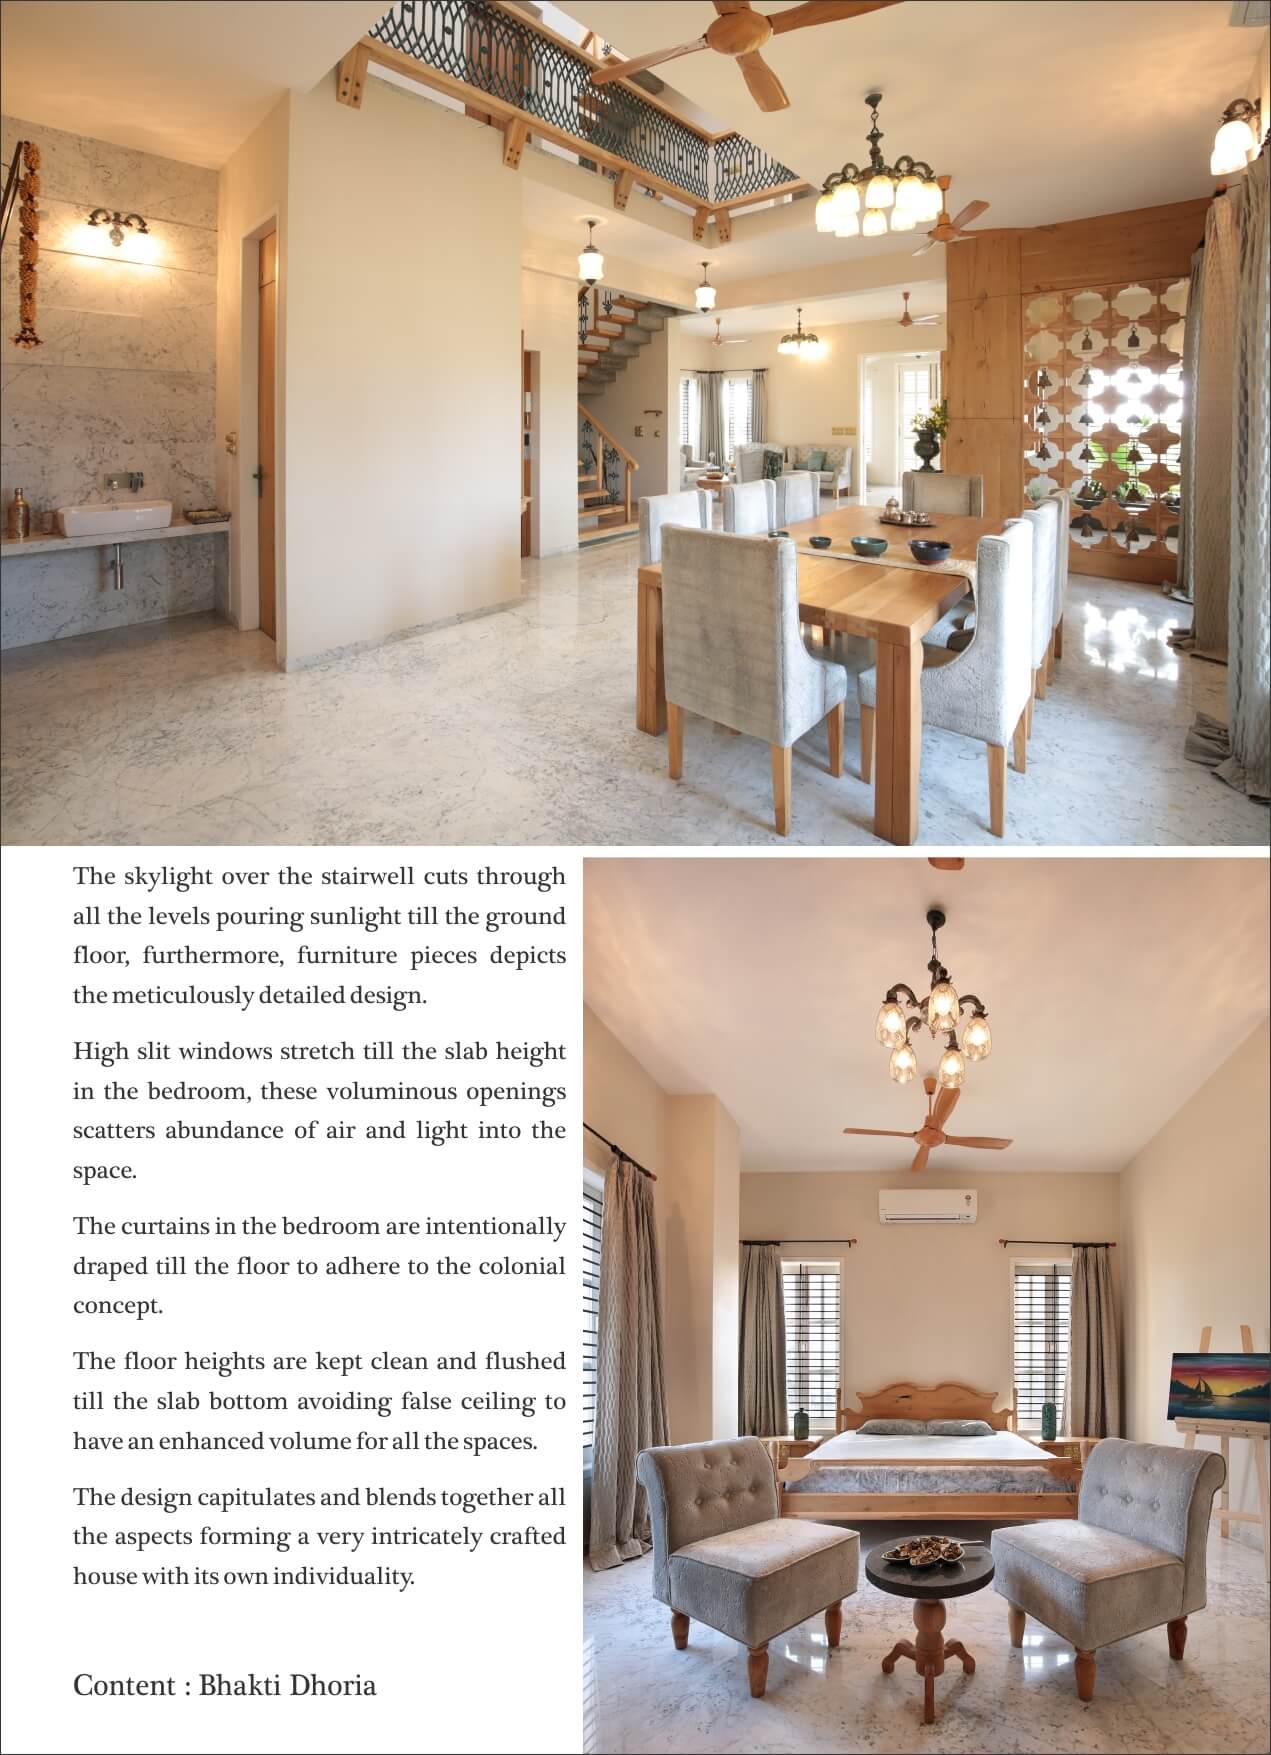 The skylight over the stairwell cuts through
all the levels pouring sunlight till the ground
floor, furthermore, furniture pieces depicts
the meticulously detailed design.
High slit windows stretch till the slab height
in the bedroom, these voluminous openings
scatters abundance of air and light into the
space.
The curtains in the bedroom are intentionally
draped till the floor to adhere to the colonial
concept.
The floor heights are kept clean and flushed
till the slab bottom avoiding false ceiling to
have an enhanced volume for all the spaces.
The design capitulates and blends together all
the aspects forming a very intricately crafted
house with its own individuality.
Content : Bhakti Dhoria